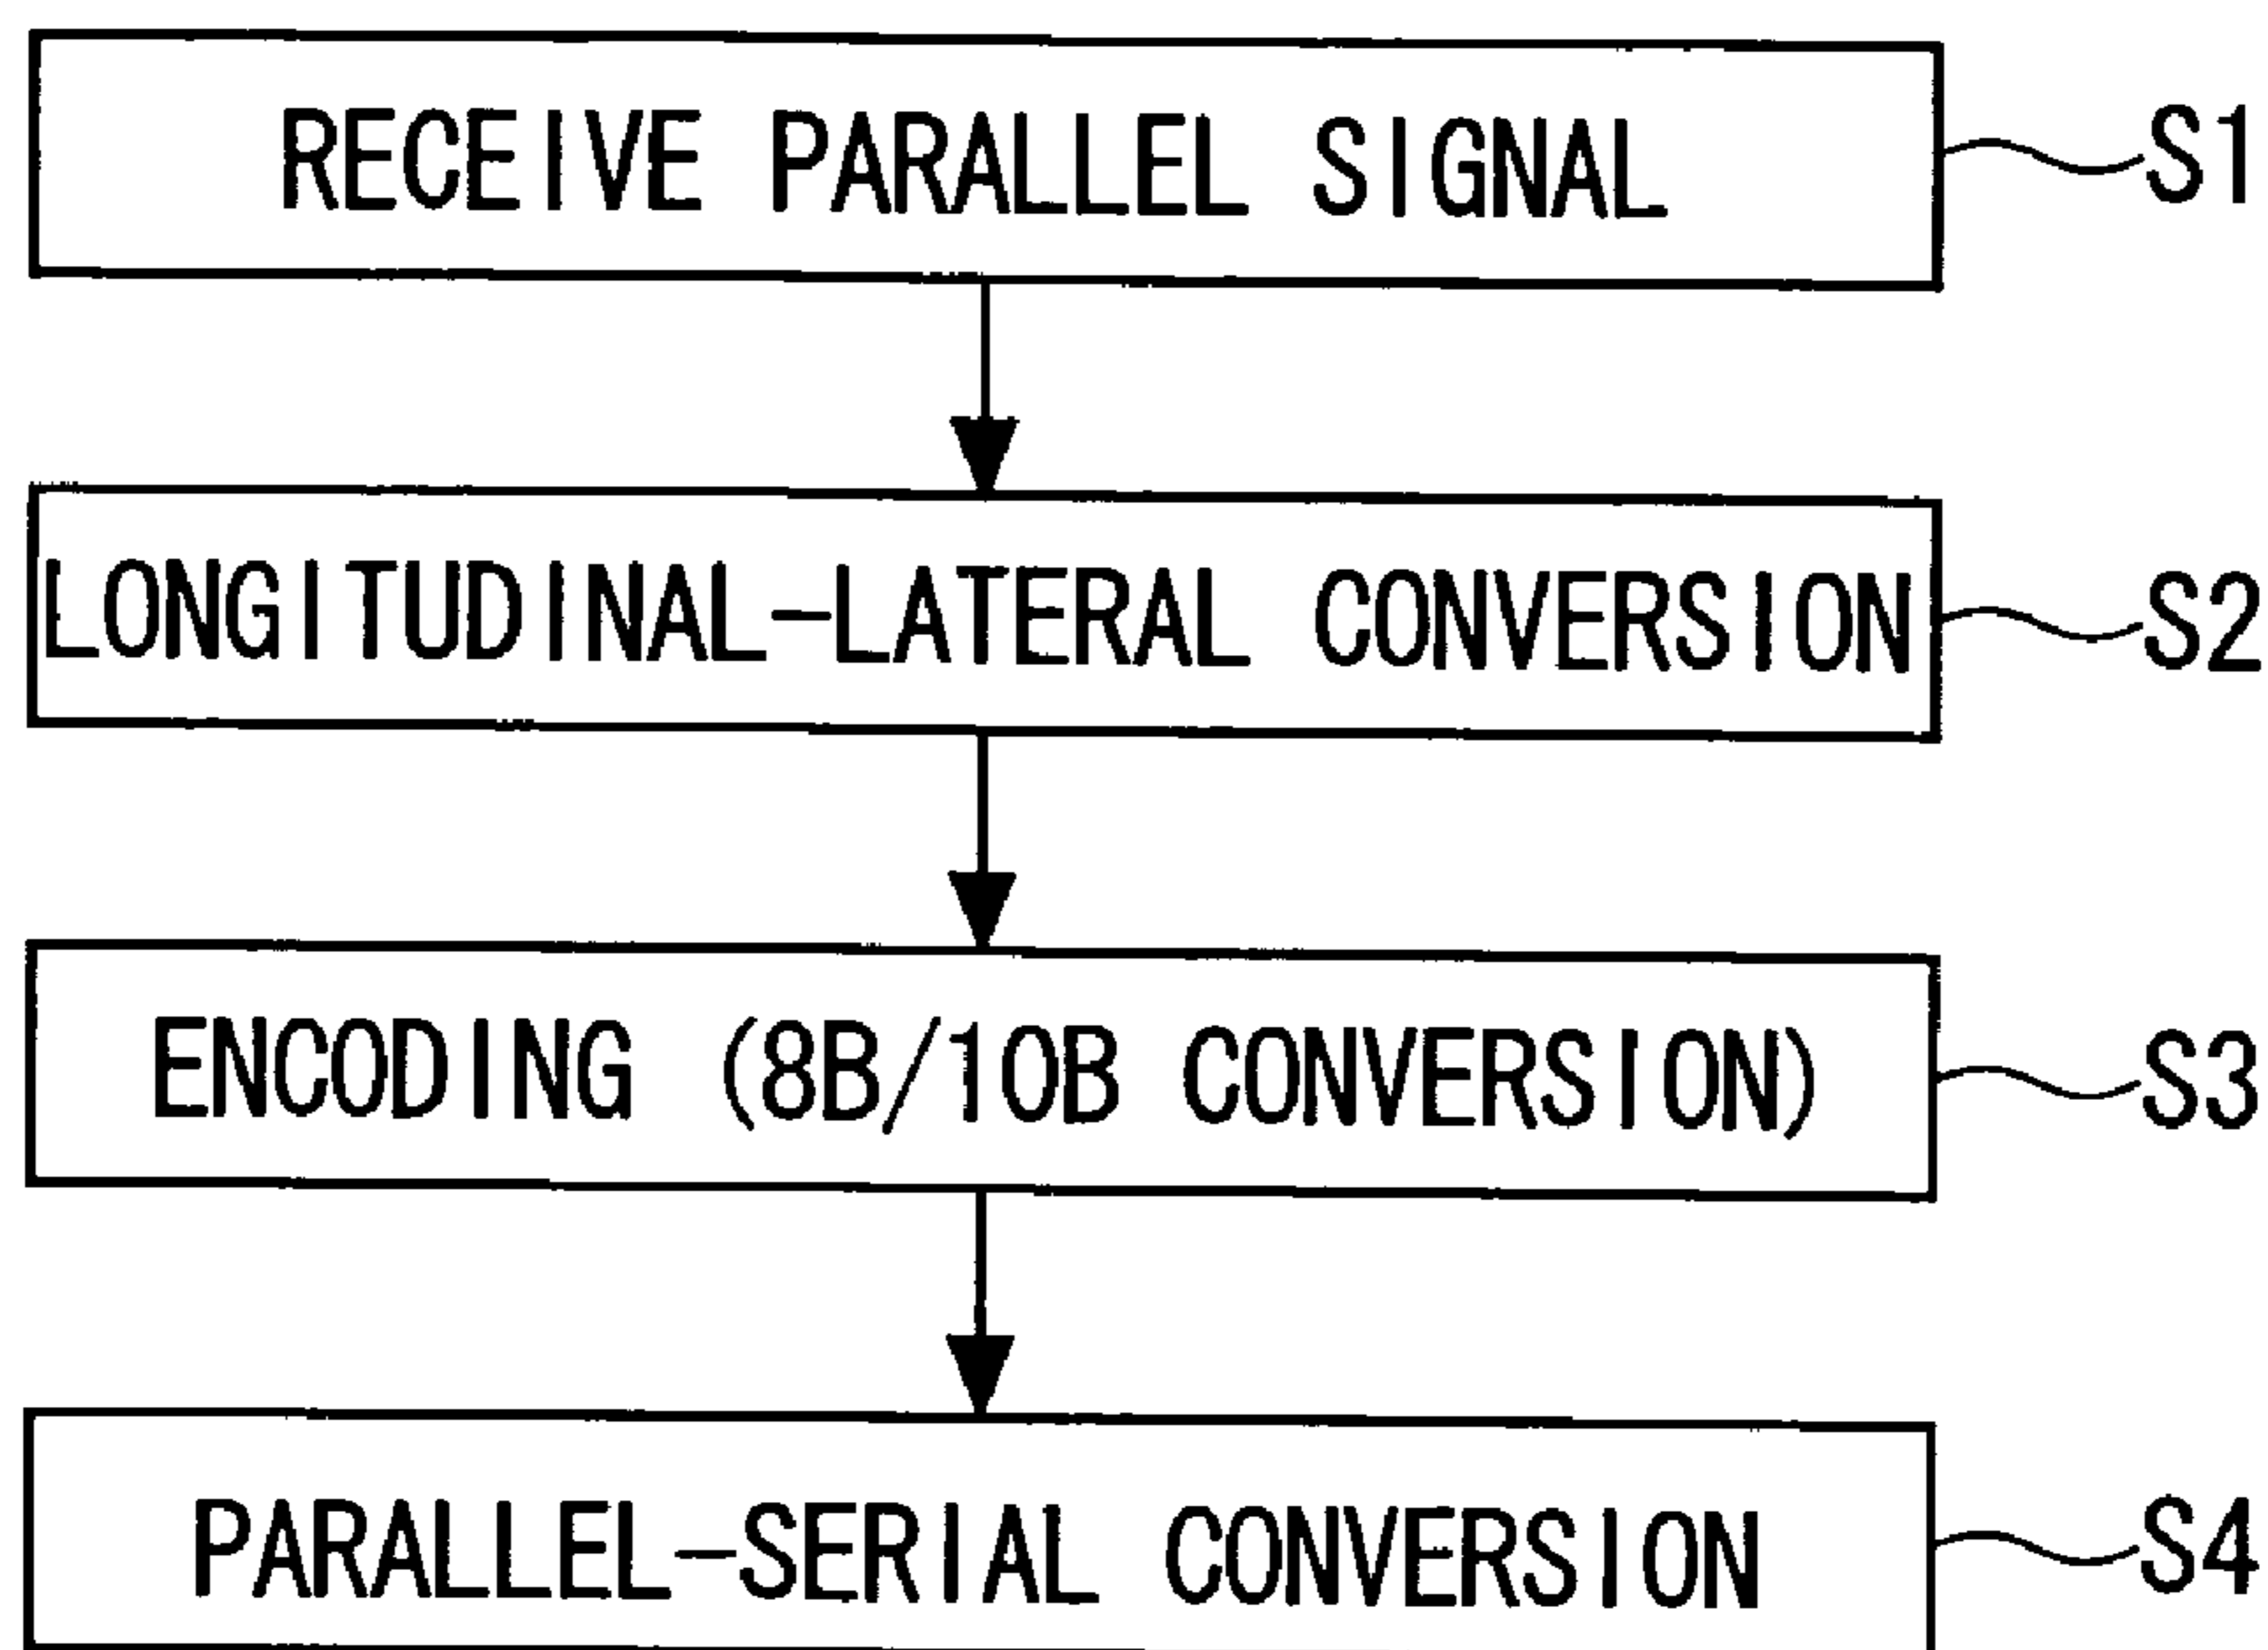 RECEIVE PARALLEL SIGNAL S1
LONGITUDINAL-LATERAL CONVERSION S2
ENCODING (8B/10B CONVERSION) S3
PARALLEL-SERIAL CONVERSION S4